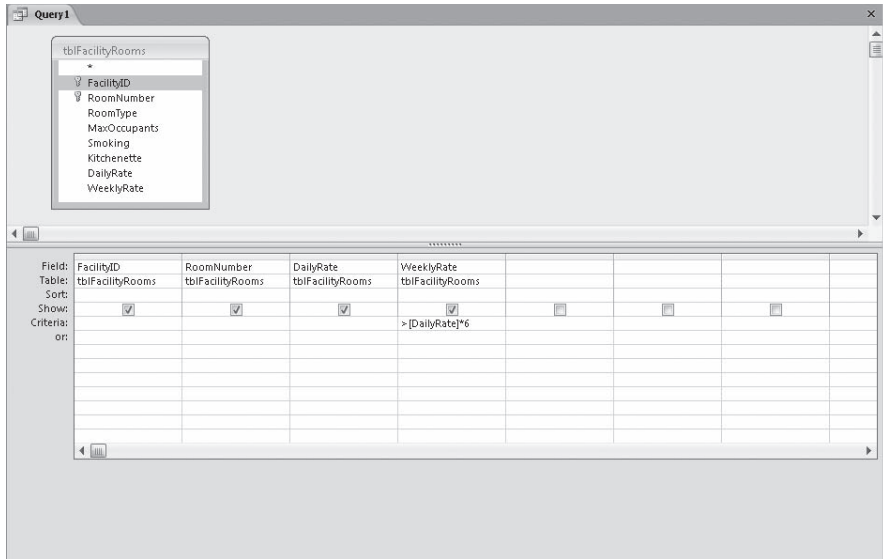 Query1
tblFacilityRooms
*
FacilityID
RoomNumber
RoomType
MaxOccupants
Smoking
Kitchenette
DailyRate
WeeklyRate
Field: FacilityID RoomNumber DailyRate WeeklyRate
Table: tblFacilityRooms tblFacilityRooms tblFacilityRooms tblFacilityRooms
Sort:
Show:
Criteria: >[DailyRate]*6
or: